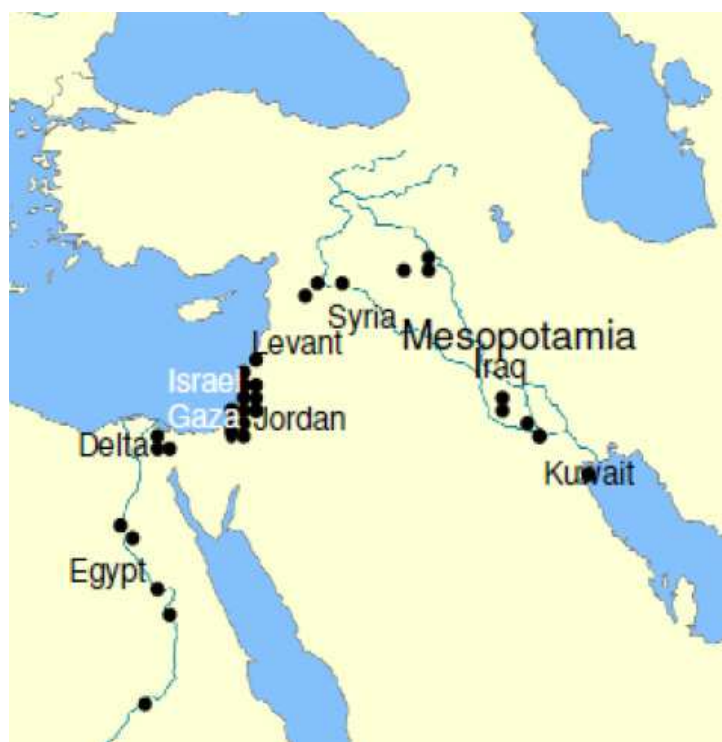 Syria
Mesopotamia
Levant
Iraq
Israel
Gaza
Jordan
Delta
Kuwait
Egypt